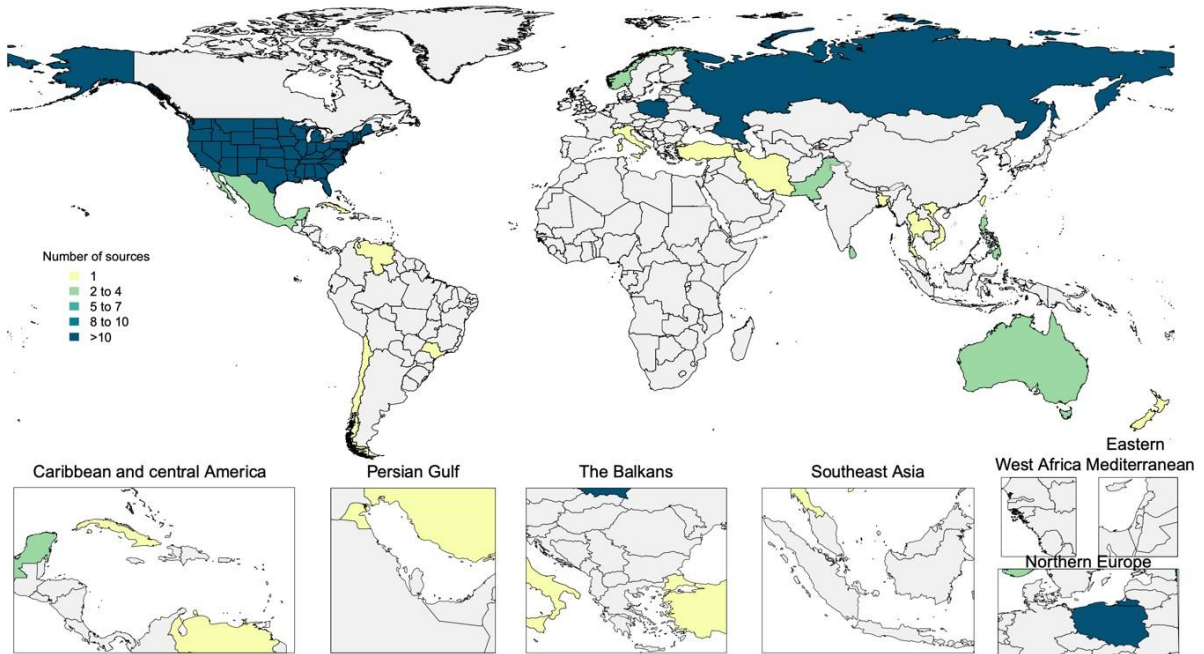 Number of sources
1
2 to 4
5 to 7
8 to 10
>10
Caribbean and central America
Persian Gulf
The Balkans
Southeast Asia
West Africa
Eastern
Mediterranean
Northern Europe